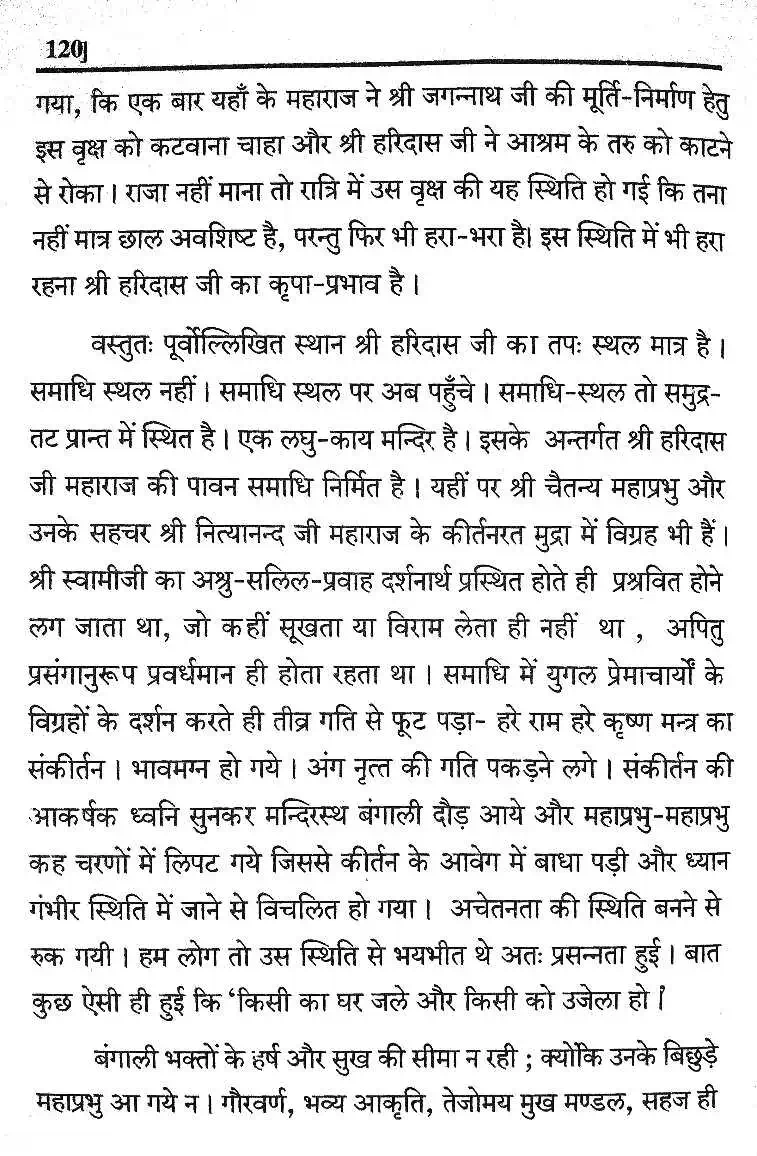 120]
गया, कि एक बार यहाँ के महाराज ने श्री जगन्नाथ जी की मूर्ति-निर्माण हेतु
इस वृक्ष को कटवाना चाहा और श्री हरिदास जी ने आश्रम के तरु को काटने
से रोका। राजा नहीं माना तो रात्रि में उस वृक्ष की यह स्थिति हो गई कि तना
नहीं मात्र छाल अवशिष्ट है, परन्तु फिर भी हरा-भरा है। इस स्थिति में भी हरा
रहना श्री हरिदास जी का कृपा-प्रभाव है।
वस्तुतः पूर्वोल्लिखित स्थान श्री हरिदास जी का तपः स्थल मात्र है।
समाधि स्थल नहीं। समाधि स्थल पर अब पहुँचे। समाधि-स्थल तो समुद्र-
तट प्रान्त में स्थित है। एक लघु-काय मन्दिर है। इसके अन्तर्गत श्री हरिदास
जी महाराज की पावन समाधि निर्मित है। यहीं पर श्री चैतन्य महाप्रभु और
उनके सहचर श्री नित्यानन्द जी महाराज के कीर्तनरत मुद्रा में विग्रह भी हैं।
श्री स्वामीजी का अश्रु-सलिल-प्रवाह दर्शनार्थ प्रस्थित होते ही प्रश्रवित होने
लग जाता था, जो कहीं सूखता या विराम लेता ही नहीं था , अपितु
प्रसंगानुरूप प्रवर्धमान ही होता रहता था। समाधि में युगल प्रेमाचार्यों के
विग्रहों के दर्शन करते ही तीव्र गति से फूट पड़ा- हरे राम हरे कृष्ण मन्त्र का
संकीर्तन। भावमग्न हो गये। अंग नृत्त की गति पकड़ने लगे। संकीर्तन की
आकर्षक ध्वनि सुनकर मन्दिरस्थ बंगाली दौड़ आये और महाप्रभु-महाप्रभु
कह चरणों में लिपट गये जिससे कीर्तन के आवेग में बाधा पड़ी और ध्यान
गंभीर स्थिति में जाने से विचलित हो गया। अचेतनता की स्थिति बनने से
रुक गयी। हम लोग तो उस स्थिति से भयभीत थे अतः प्रसन्नता हुई। बात
कुछ ऐसी ही हुई कि 'किसी का घर जले और किसी को उजेला हो।'
बंगाली भक्तों के हर्ष और सुख की सीमा न रही ; क्योंकि उनके बिछुड़े
महाप्रभु आ गये न। गौरवर्ण, भव्य आकृति, तेजोमय मुख मण्डल, सहज ही